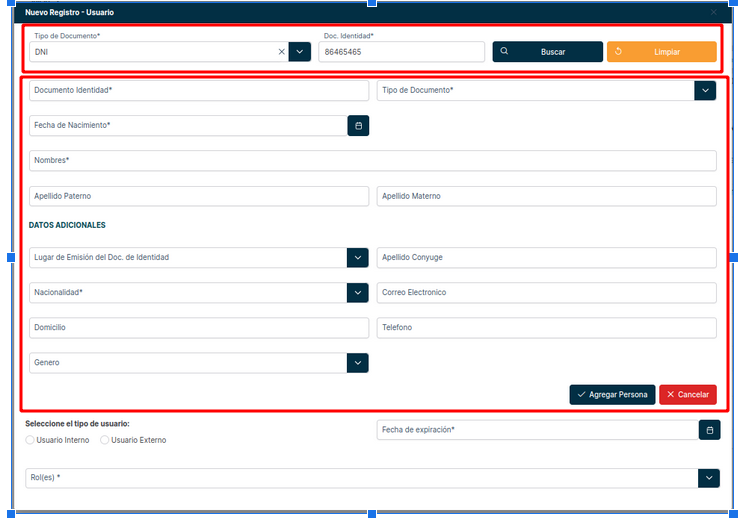 Nuevo Registro - Usuario
Tipo de Documento* Doc. Identidad*
DNI 86465465 Buscar Limpiar
Documento Identidad* Tipo de Documento*
Fecha de Nacimiento*
Nombres*
Apellido Paterno Apellido Materno
DATOS ADICIONALES
Lugar de Emisión del Doc. de Identidad Apellido Conyuge
Nacionalidad* Correo Electronico
Domicilio Telefono
Genero
Agregar Persona Cancelar
Seleccione el tipo de usuario: Fecha de expiración*
Usuario Interno Usuario Externo
Rol(es) *